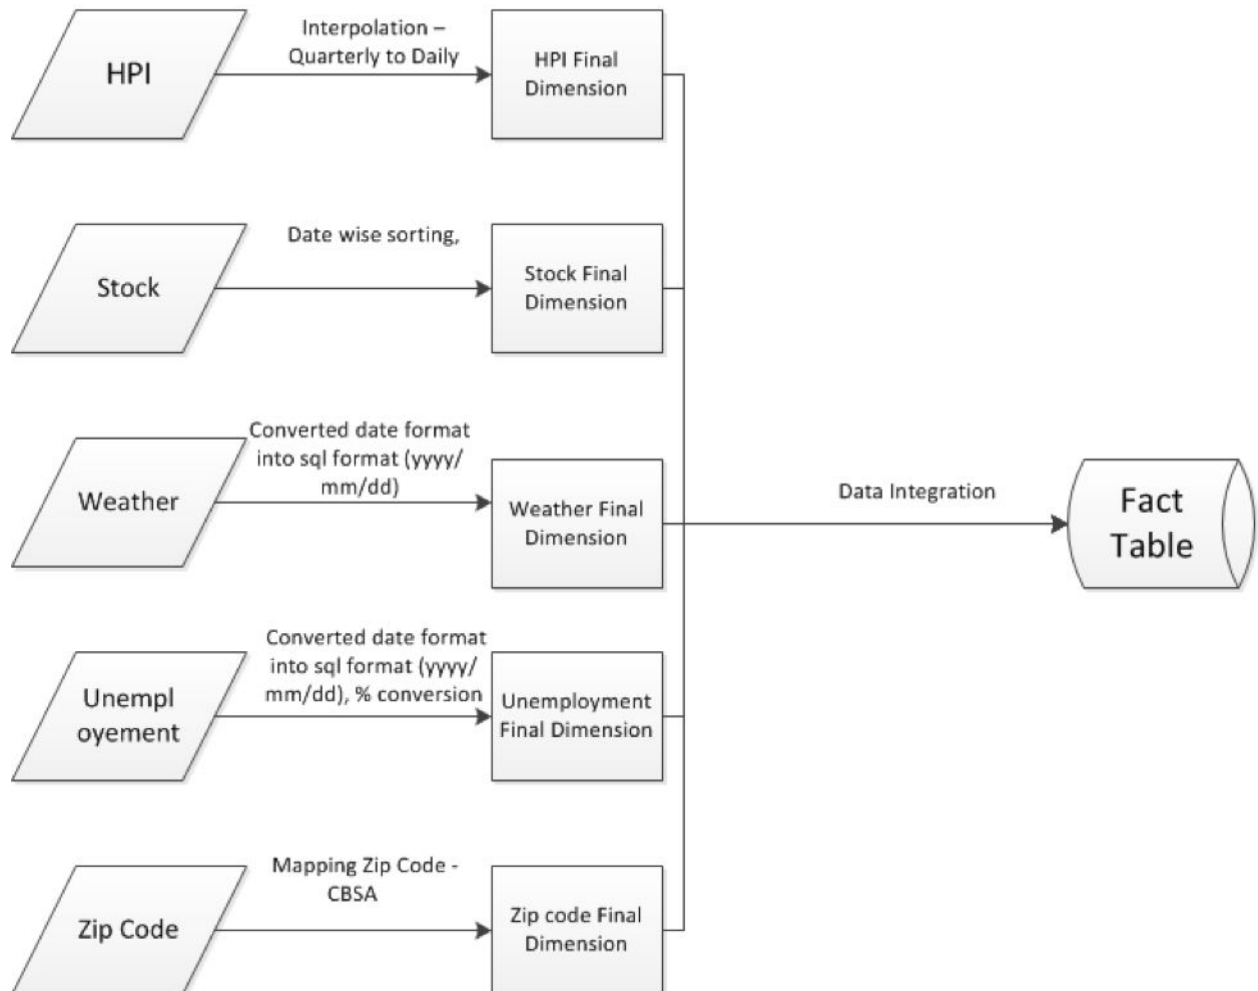 HPI
Interpolation –
Quarterly to Daily
HPI Final
Dimension
Stock
Date wise sorting,
Stock Final
Dimension
Weather
Converted date format
into sql format (yyyy/
mm/dd)
Weather Final
Dimension
Data Integration
Fact
Table
Unempl
oyement
Converted date format
into sql format (yyyy/
mm/dd), % conversion
Unemployment
Final Dimension
Zip Code
Mapping Zip Code -
CBSA
Zip code Final
Dimension